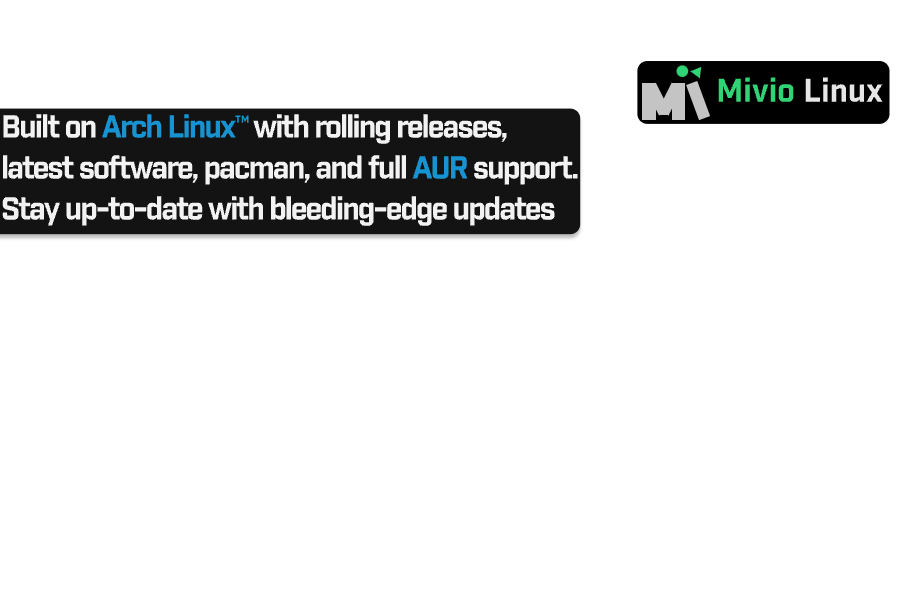 Mivio Linux
Built on Arch Linux™ with rolling releases,
latest software, pacman, and full AUR support.
Stay up-to-date with bleeding-edge updates